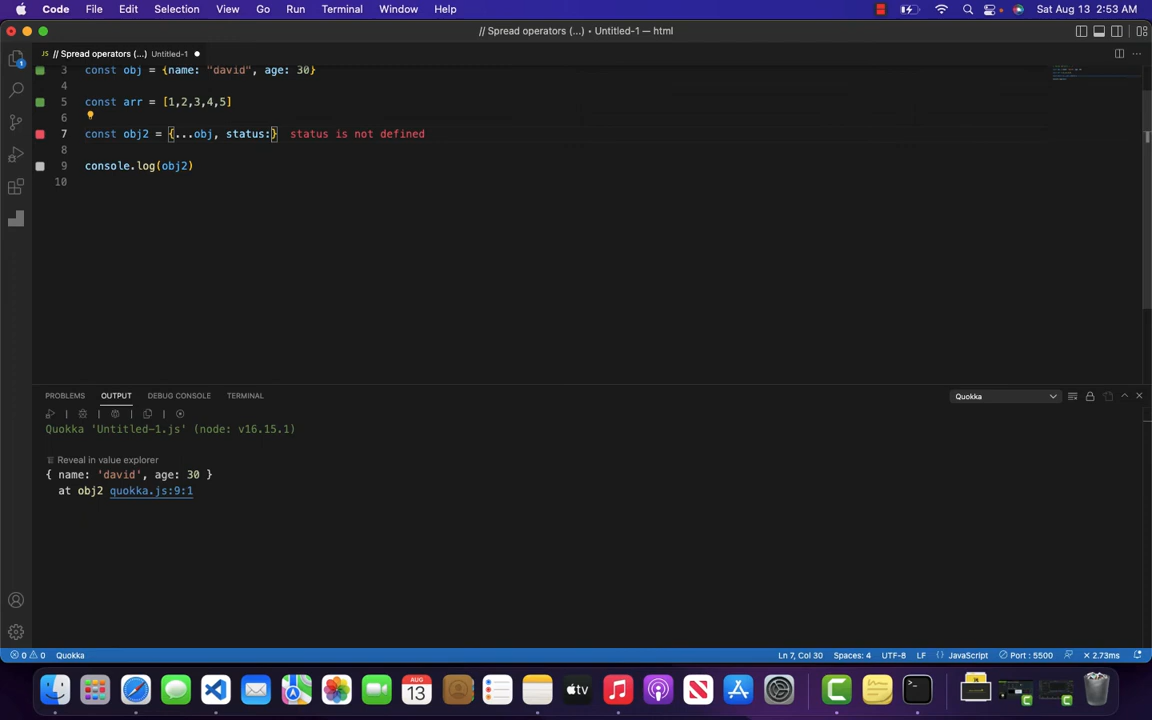 Code File Edit Selection View Go Run Terminal Window Help Sat Aug 13 2:53 AM
// Spread operators (...) • Untitled-1 — html
// Spread operators (...) Untitled-1
3 const obj = {name: "david", age: 30}
4
5 const arr = [1,2,3,4,5]
6
7 const obj2 = {...obj, status:} status is not defined
8
9 console.log(obj2)
10
PROBLEMS OUTPUT DEBUG CONSOLE TERMINAL Quokka
Quokka 'Untitled-1.js' (node: v16.15.1)
Reveal in value explorer
{ name: 'david', age: 30 }
at obj2 quokka.js:9:1
0 0 Quokka Ln 7, Col 30 Spaces: 4 UTF-8 LF {} JavaScript Port : 5500 × 2.73ms
AUG
13
tv